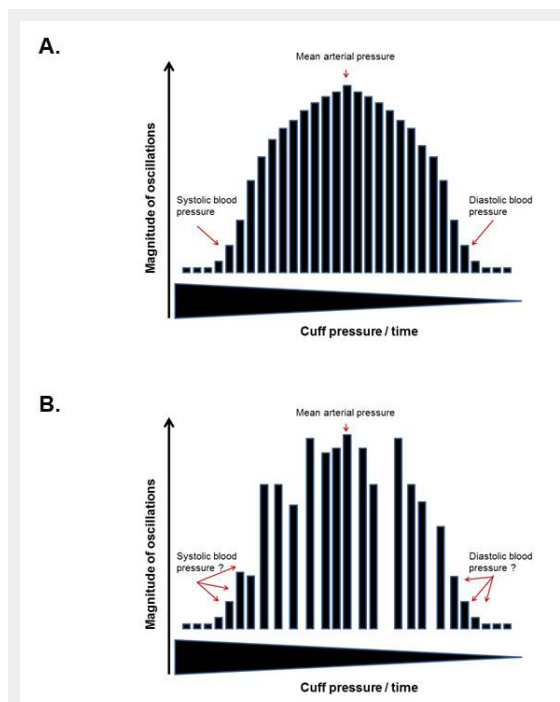 A.
Mean arterial pressure
Magnitude of oscillations
Systolic blood
pressure
Diastolic blood
pressure
Cuff pressure / time
B.
Mean arterial pressure
Magnitude of oscillations
Systolic blood
pressure ?
Diastolic blood
pressure ?
Cuff pressure / time